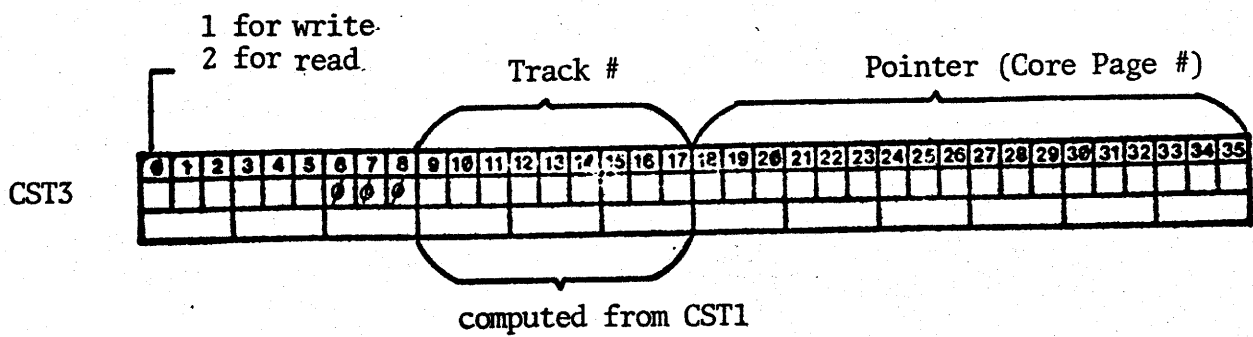 1 for write
2 for read
Track #
Pointer (Core Page #)
0 1 2 3 4 5 6 7 8 9 10 11 12 13 14 15 16 17 18 19 20 21 22 23 24 25 26 27 28 29 30 31 32 33 34 35
CST3
Ø Ø Ø
computed from CST1